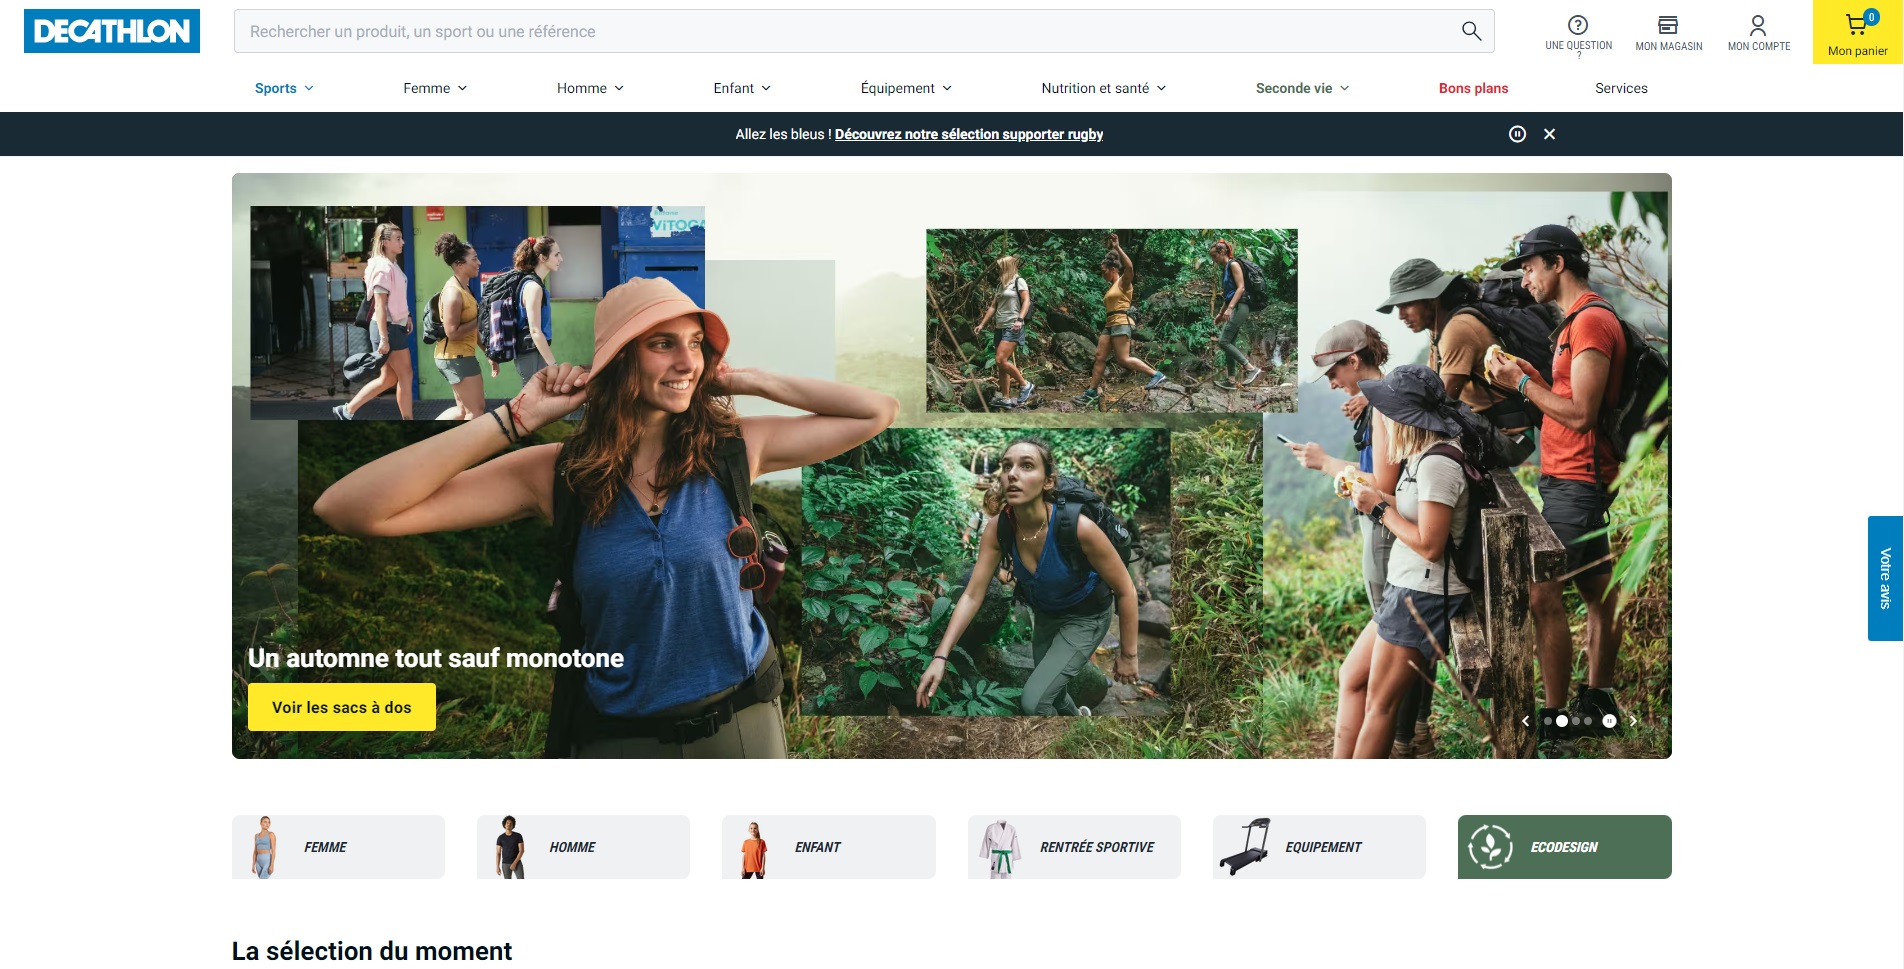 DECATHLON
Rechercher un produit, un sport ou une référence
UNE QUESTION
?
MON MAGASIN
MON COMPTE
0
Mon panier
Sports
Femme
Homme
Enfant
Équipement
Nutrition et santé
Seconde vie
Bons plans
Services
Allez les bleus ! Découvrez notre sélection supporter rugby
VITOGA
Un automne tout sauf monotone
Voir les sacs à dos
Votre avis
FEMME
HOMME
ENFANT
RENTRÉE SPORTIVE
EQUIPEMENT
ECODESIGN
La sélection du moment